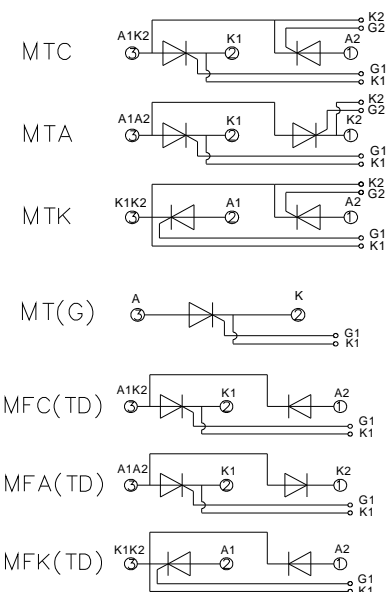 K2
G2
A1K2 K1 A2
MTC 3 2 1
G1
K1
K2
G2
A1A2 K1 K2
MTA 3 2 1
G1
K1
K2
G2
K1K2 A1 A2
MTK 3 2 1
G1
K1
A K
MT(G) 3 2
G1
K1
A1K2 K1 A2
MFC(TD) 3 2 1
G1
K1
A1A2 K1 K2
MFA(TD) 3 2 1
G1
K1
K1K2 A1 A2
MFK(TD) 3 2 1
G1
K1